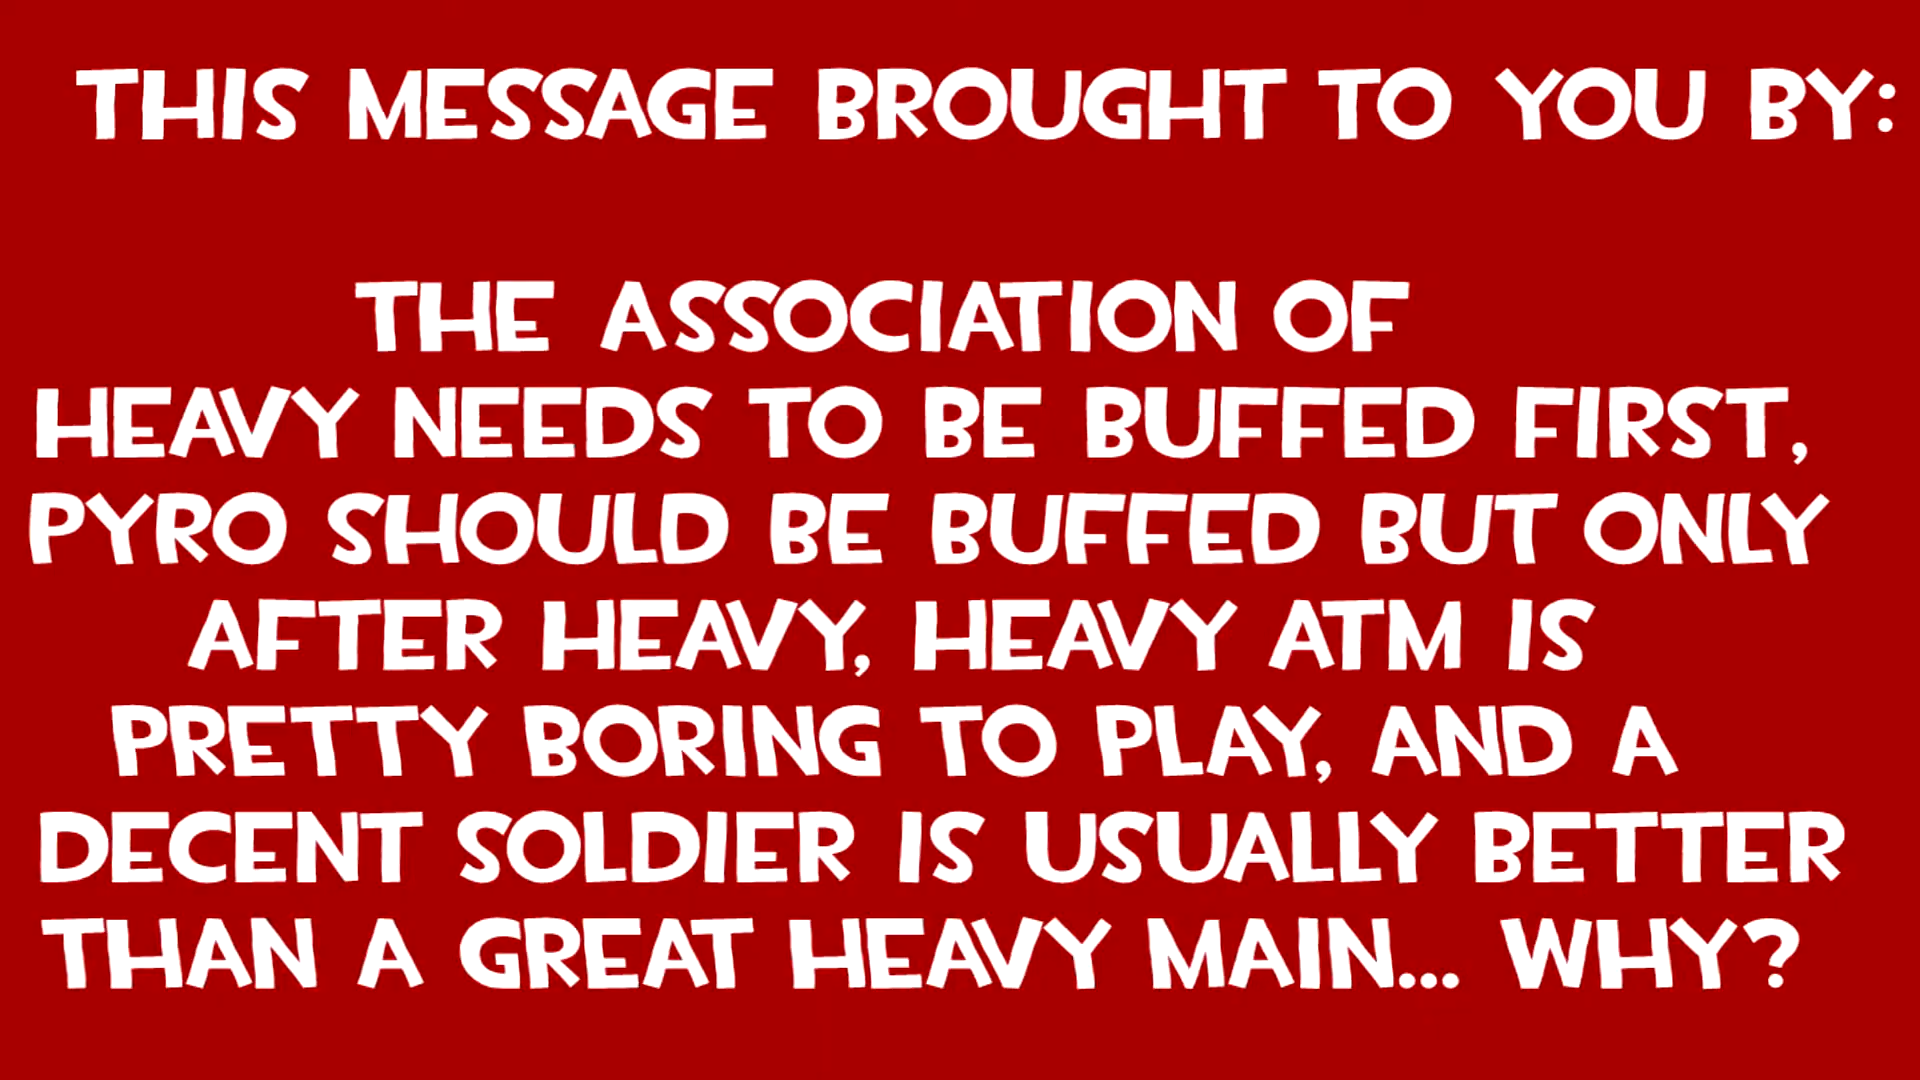 THIS MESSAGE BROUGHT TO YOU BY:
THE ASSOCIATION OF
HEAVY NEEDS TO BE BUFFED FIRST,
PYRO SHOULD BE BUFFED BUT ONLY
AFTER HEAVY, HEAVY ATM IS
PRETTY BORING TO PLAY, AND A
DECENT SOLDIER IS USUALLY BETTER
THAN A GREAT HEAVY MAIN... WHY?